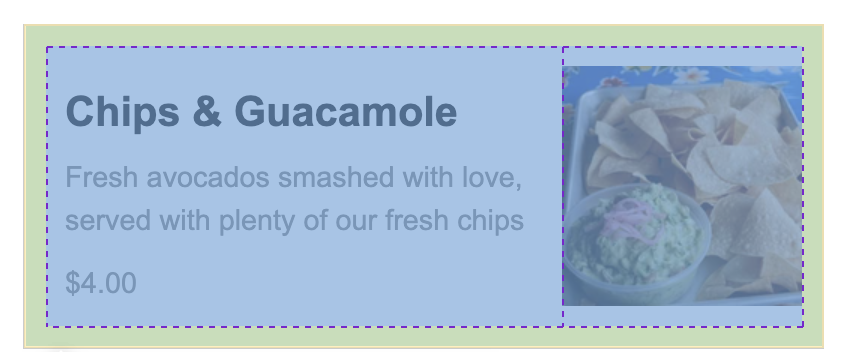 Chips & Guacamole
Fresh avocados smashed with love,
served with plenty of our fresh chips
$4.00